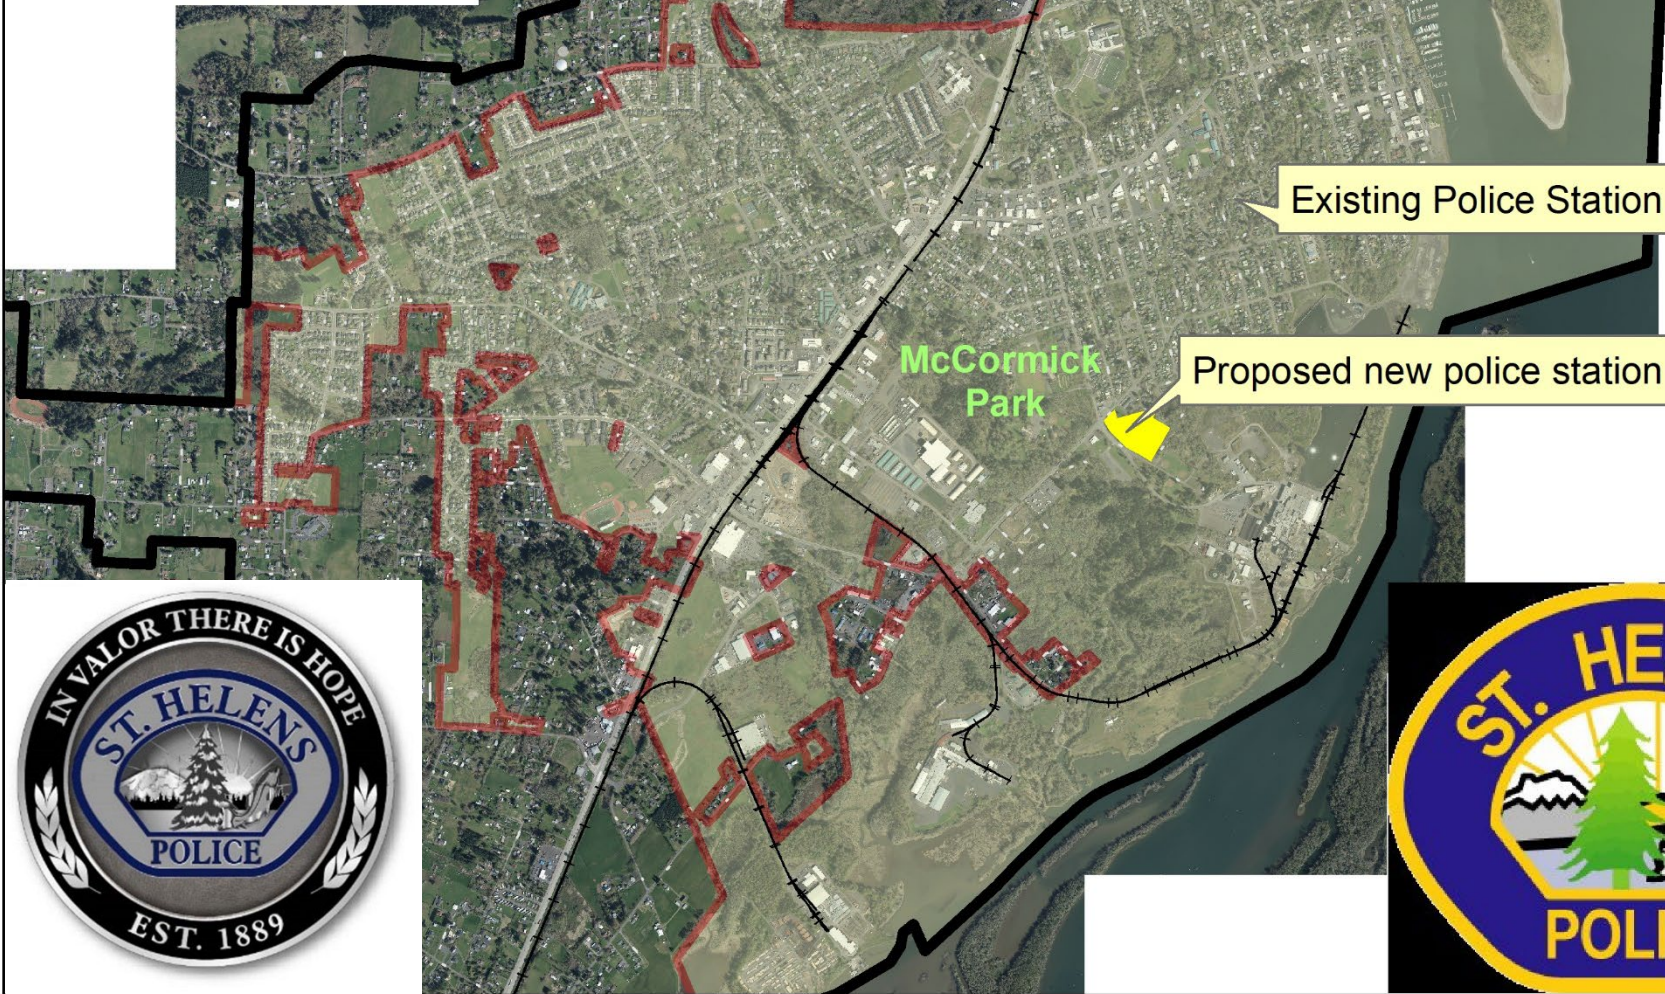 Existing Police Station
McCormick
Park
Proposed new police station
IN VALOR THERE IS HOPE
ST. HELENS
POLICE
EST. 1889
ST. HE
POLI